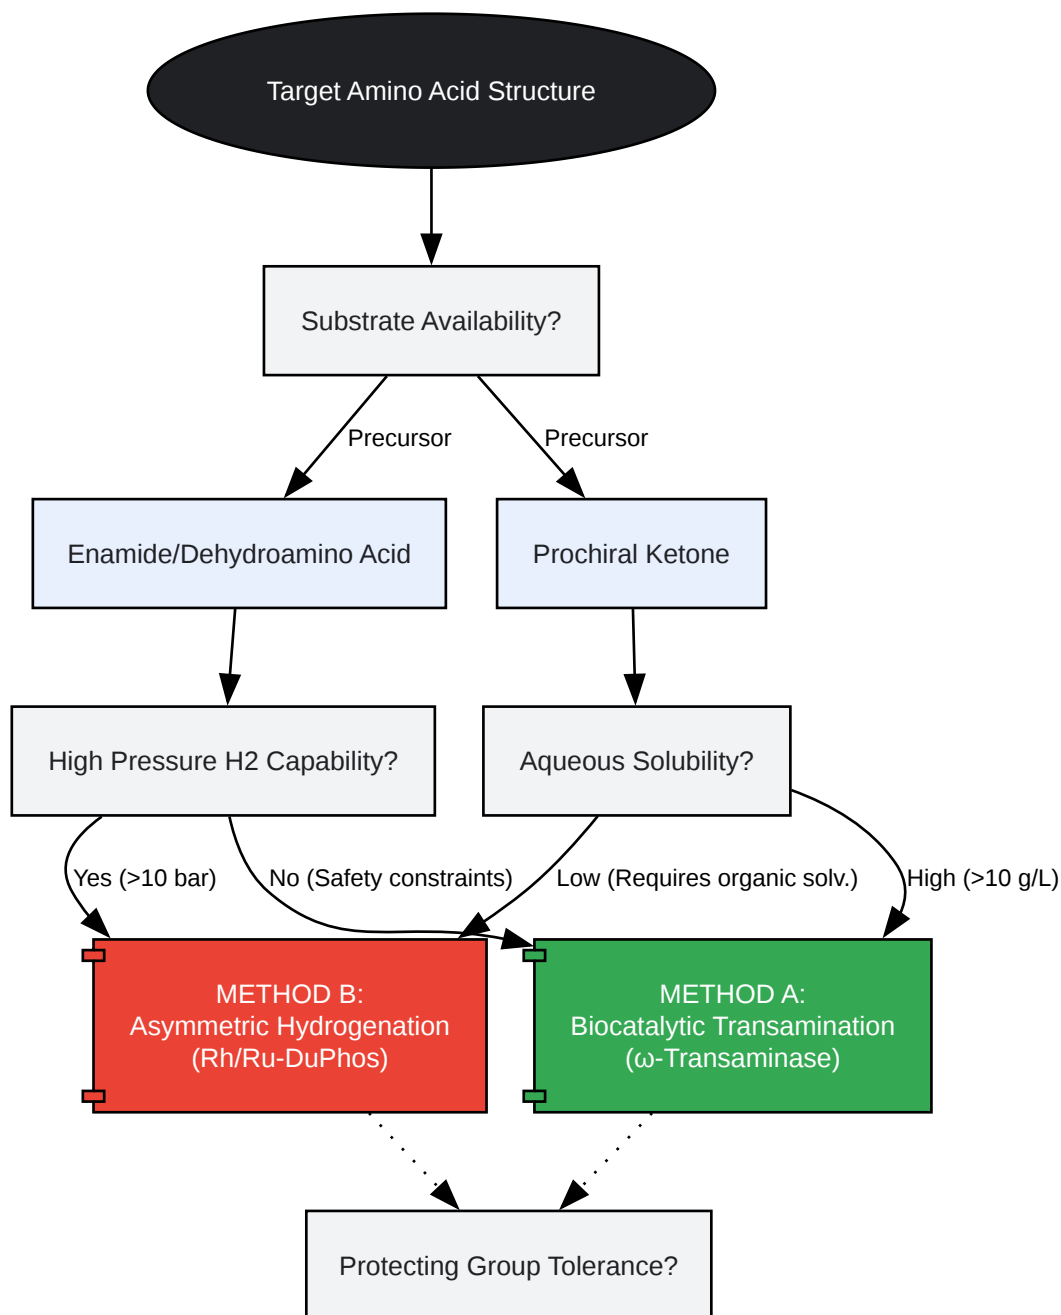 Target Amino Acid Structure
Substrate Availability?
Precursor
Precursor
Enamide/Dehydroamino Acid
Prochiral Ketone
High Pressure H2 Capability?
Aqueous Solubility?
Yes (>10 bar)
No (Safety constraints)
Low (Requires organic solv.)
High (>10 g/L)
METHOD B:
Asymmetric Hydrogenation
(Rh/Ru-DuPhos)
METHOD A:
Biocatalytic Transamination
(ω-Transaminase)
Protecting Group Tolerance?